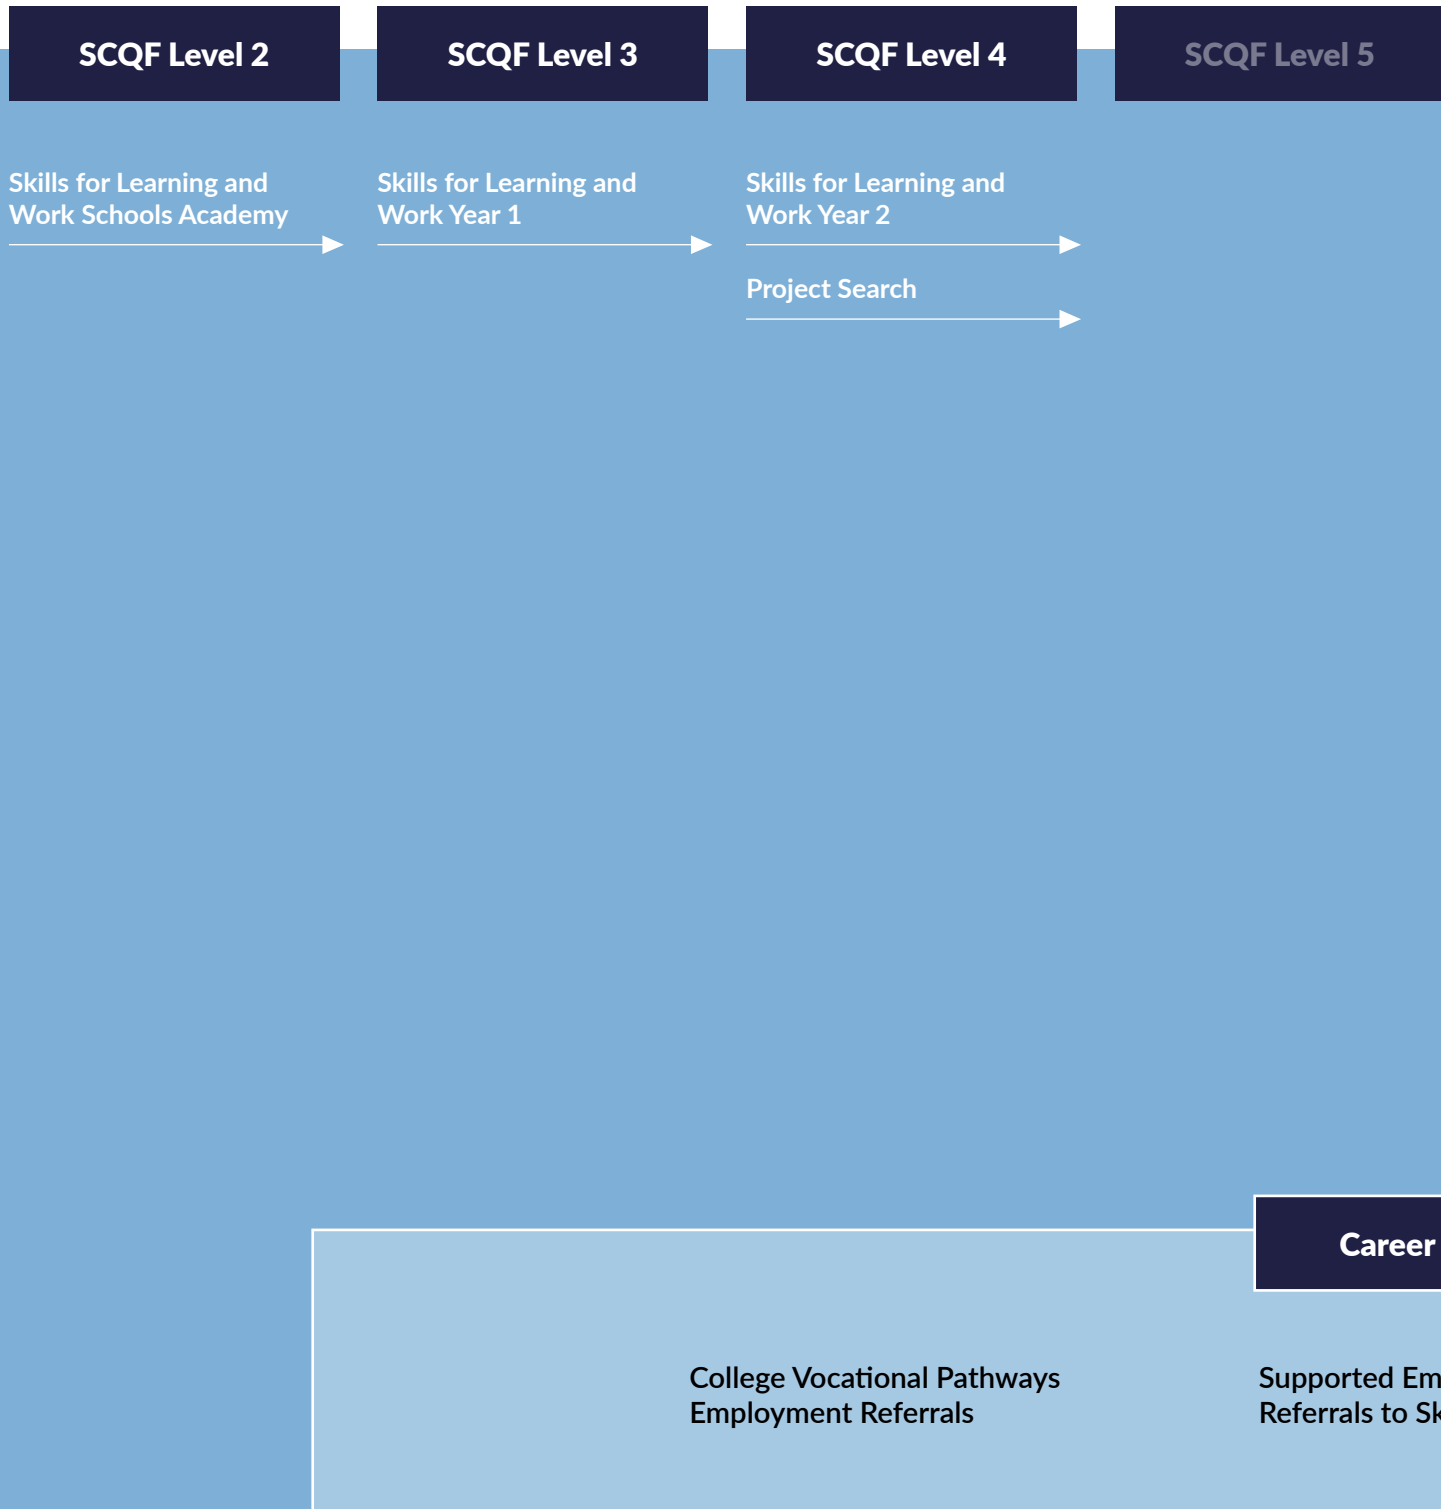 SCQF Level 2
SCQF Level 3
SCQF Level 4
SCQF Level 5
Skills for Learning and
Work Schools Academy
Skills for Learning and
Work Year 1
Skills for Learning and
Work Year 2
Project Search
Career
College Vocational Pathways
Employment Referrals
Supported
Referrals to